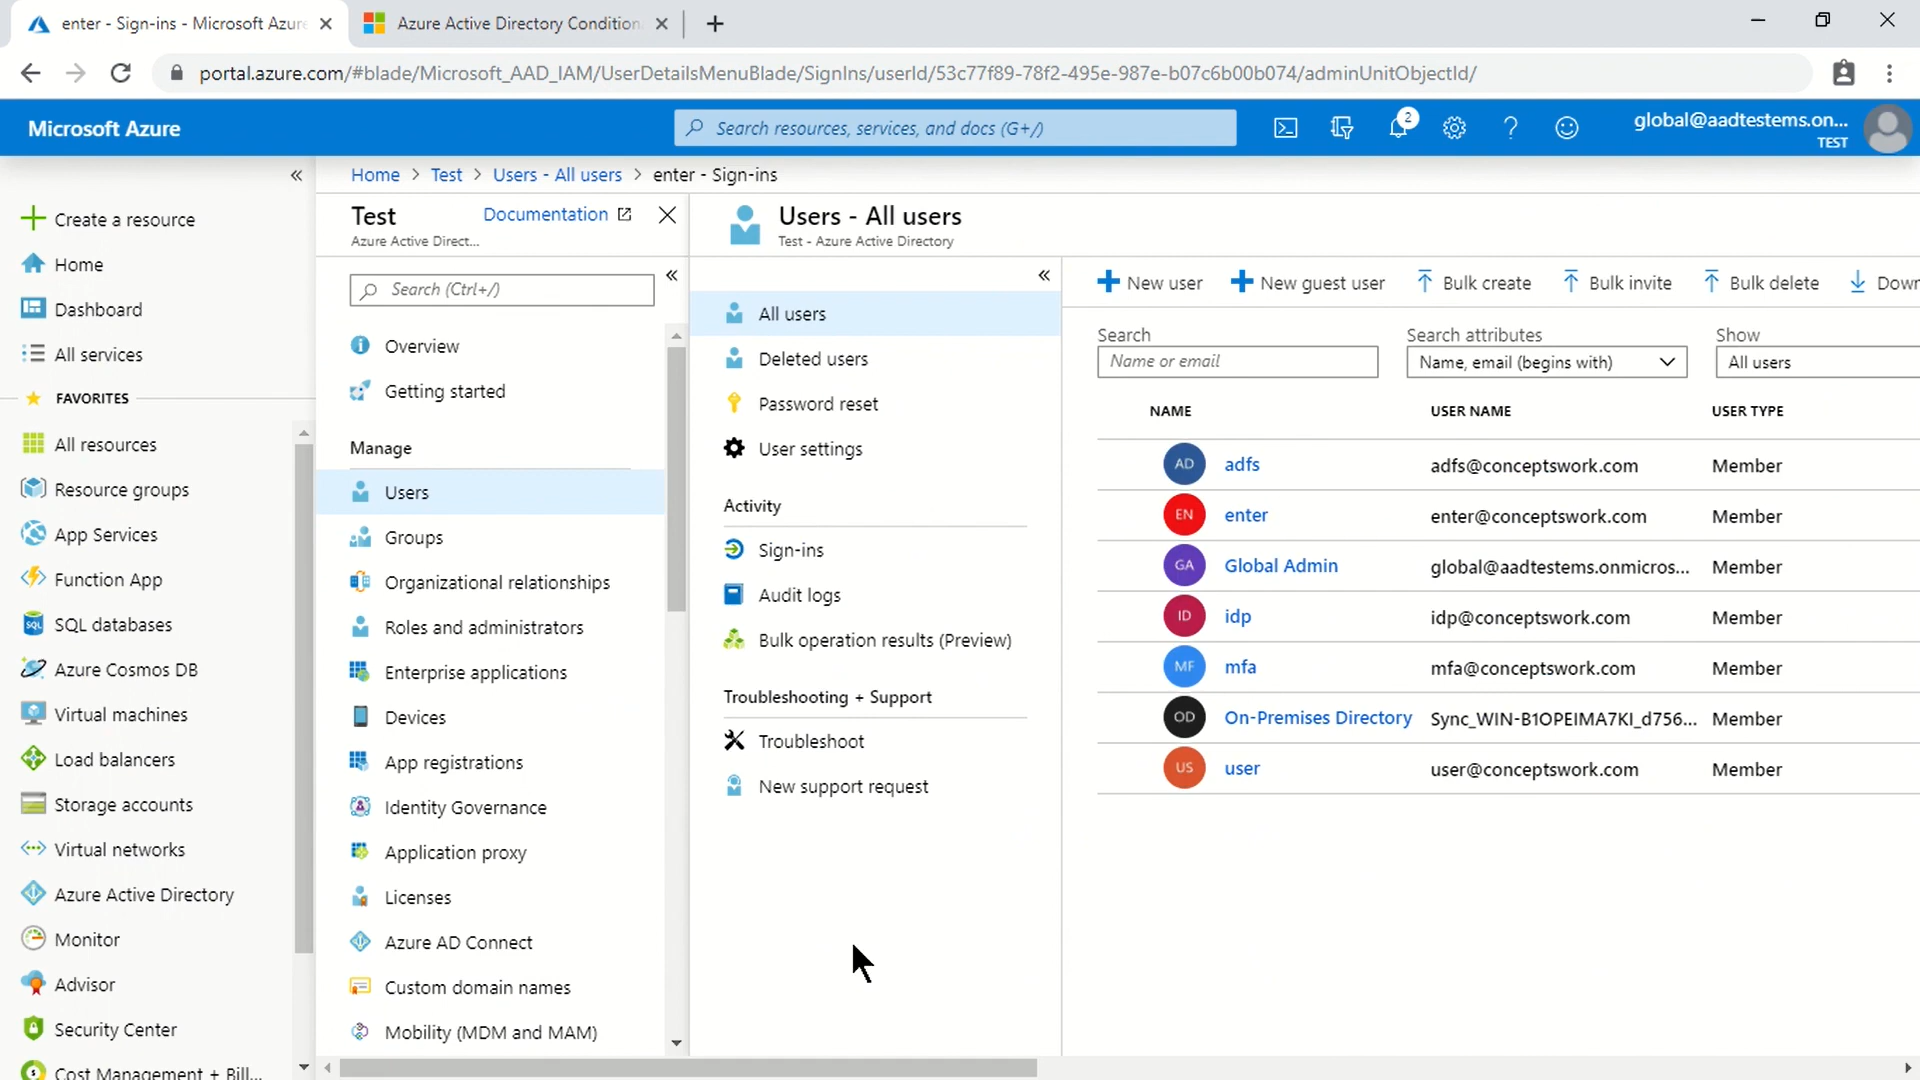 enter - Sign-ins - Microsoft Azure
Azure Active Directory Condition
portal.azure.com/#blade/Microsoft_AAD_IAM/UserDetailsMenuBlade/SignIns/userId/53c77f89-78f2-495e-987e-b07c6b00b074/adminUnitObjectId/
Microsoft Azure
Search resources, services, and docs (G+/)
2
global@aadtestems.on...
TEST
Home > Test > Users - All users > enter - Sign-ins
Create a resource
Home
Dashboard
All services
FAVORITES
All resources
Resource groups
App Services
Function App
SQL databases
Azure Cosmos DB
Virtual machines
Load balancers
Storage accounts
Virtual networks
Azure Active Directory
Monitor
Advisor
Security Center
Cost Management + Bill...
Test
Documentation
Azure Active Direct...
Search (Ctrl+/)
Overview
Getting started
Manage
Users
Groups
Organizational relationships
Roles and administrators
Enterprise applications
Devices
App registrations
Identity Governance
Application proxy
Licenses
Azure AD Connect
Custom domain names
Mobility (MDM and MAM)
Users - All users
Test - Azure Active Directory
All users
Deleted users
Password reset
User settings
Activity
Sign-ins
Audit logs
Bulk operation results (Preview)
Troubleshooting + Support
Troubleshoot
New support request
New user
New guest user
Bulk create
Bulk invite
Bulk delete
Down
Search
Search attributes
Show
Name or email
Name, email (begins with)
All users
NAME USER NAME USER TYPE
AD adfs adfs@conceptswork.com Member
EN enter enter@conceptswork.com Member
GA Global Admin global@aadtestems.onmicros... Member
ID idp idp@conceptswork.com Member
MF mfa mfa@conceptswork.com Member
OD On-Premises Directory Sync_WIN-B1OPEIMA7KI_d756... Member
US user user@conceptswork.com Member